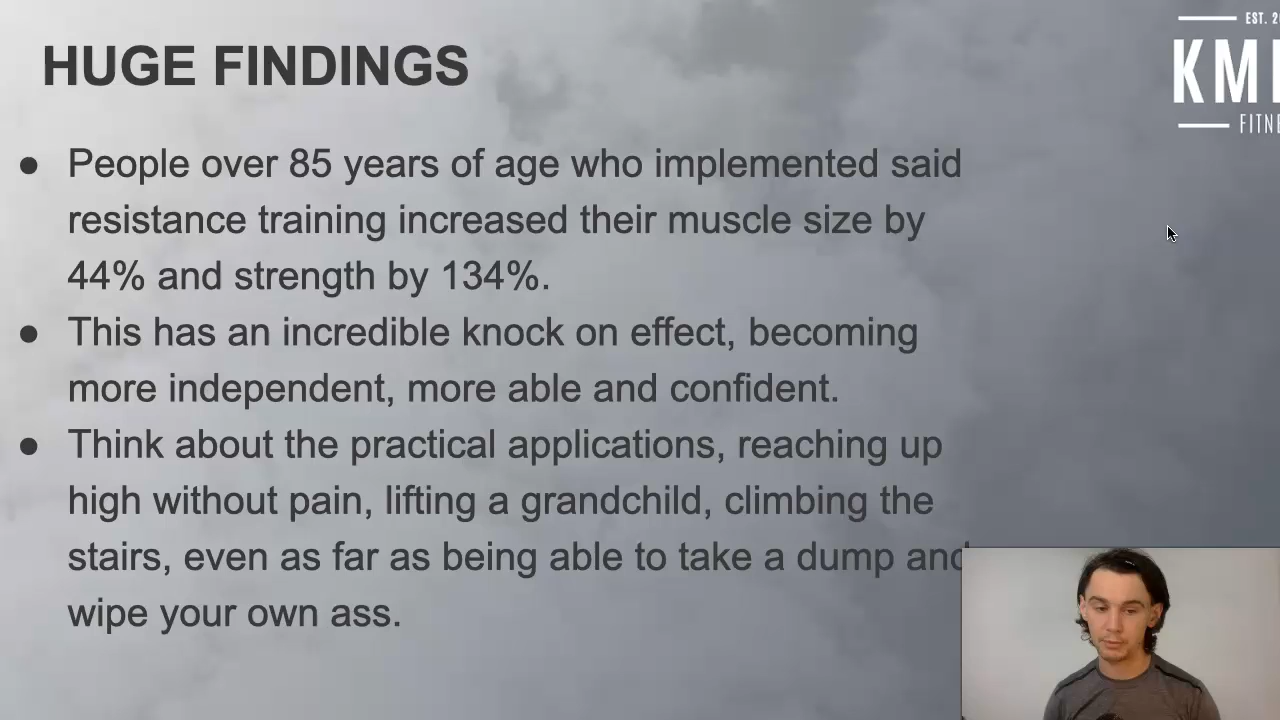 HUGE FINDINGS
EST. 2
KM
FITN
● People over 85 years of age who implemented said
resistance training increased their muscle size by
44% and strength by 134%.
● This has an incredible knock on effect, becoming
more independent, more able and confident.
● Think about the practical applications, reaching up
high without pain, lifting a grandchild, climbing the
stairs, even as far as being able to take a dump and
wipe your own ass.